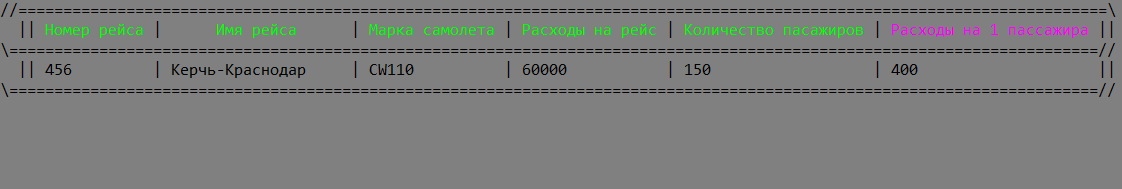 //=========================================================================================================================\
|| Номер рейса | Имя рейса | Марка самолета | Расходы на рейс | Количество пасажиров | Расходы на 1 пассажира ||
\=========================================================================================================================//
|| 456 | Керчь-Краснодар | CW110 | 60000 | 150 | 400 ||
\=========================================================================================================================//